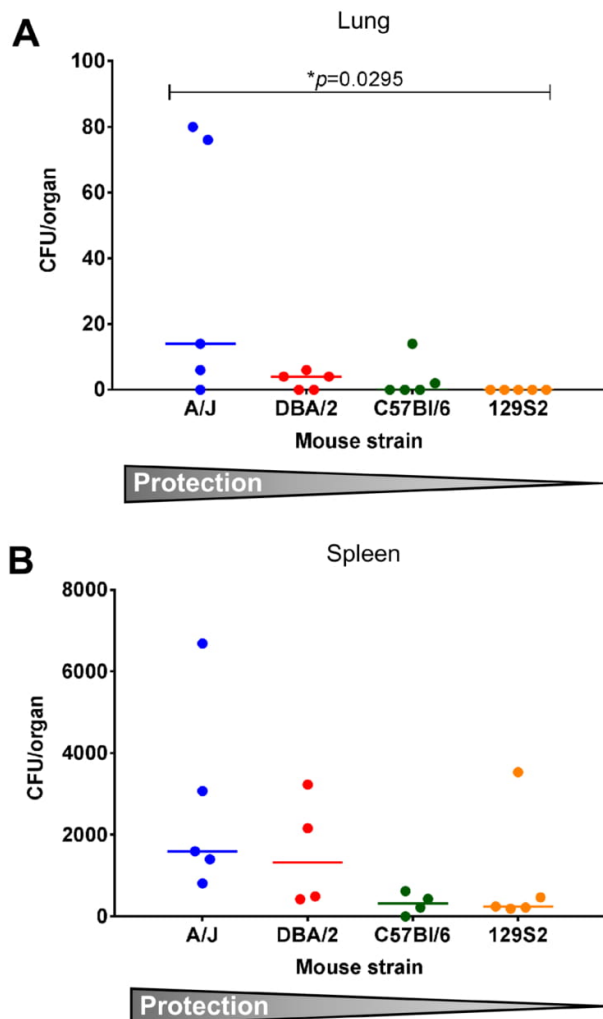 A
Lung
100
*p=0.0295
80
60
40
20
0
CFU/organ
A/J DBA/2 C57Bl/6 129S2
Mouse strain
Protection
B
Spleen
8000
6000
4000
2000
0
CFU/organ
A/J DBA/2 C57Bl/6 129S2
Mouse strain
Protection